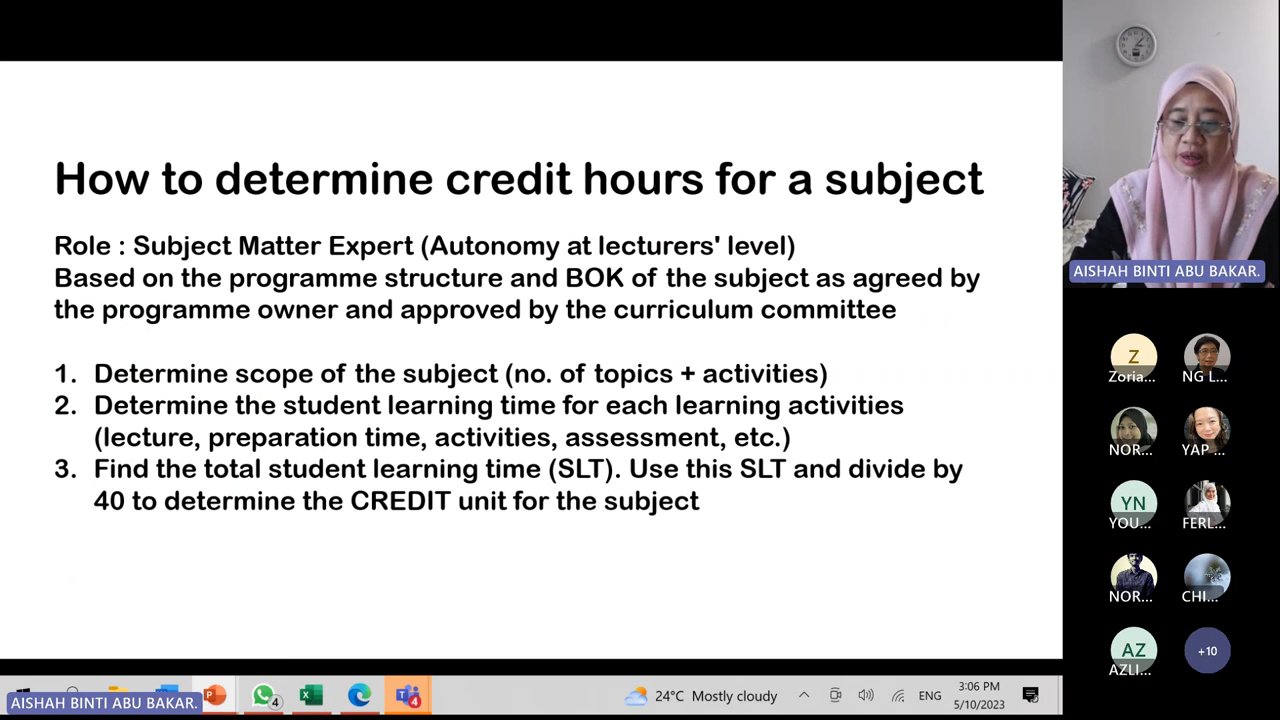 How to determine credit hours for a subject
Role : Subject Matter Expert (Autonomy at lecturers' level)
Based on the programme structure and BOK of the subject as agreed by
the programme owner and approved by the curriculum committee
1. Determine scope of the subject (no. of topics + activities)
2. Determine the student learning time for each learning activities
(lecture, preparation time, activities, assessment, etc.)
3. Find the total student learning time (SLT). Use this SLT and divide by
40 to determine the CREDIT unit for the subject
AISHAH BINTI ABU BAKAR.
Z
Zoria...
NG L...
NOR...
YAP ...
YN
YOU...
FERL...
NOR...
CHI...
AZ
AZLI...
+10
AISHAH BINTI ABU BAKAR.
4
4
24°C Mostly cloudy
ENG
3:06 PM
5/10/2023